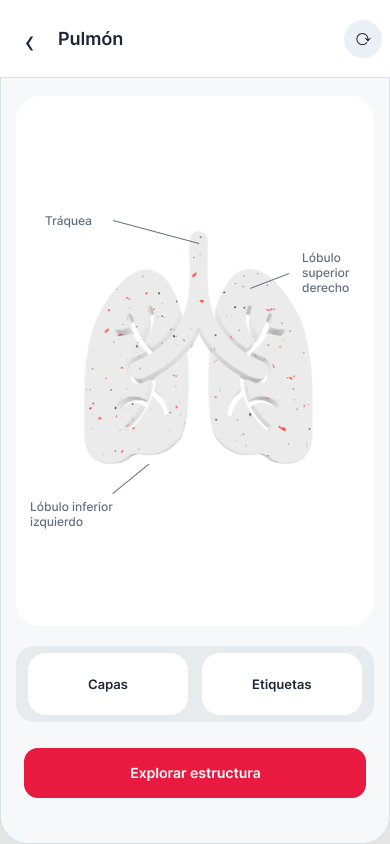 Pulmón
Tráquea
Lóbulo
superior
derecho
Lóbulo inferior
izquierdo
Capas
Etiquetas
Explorar estructura